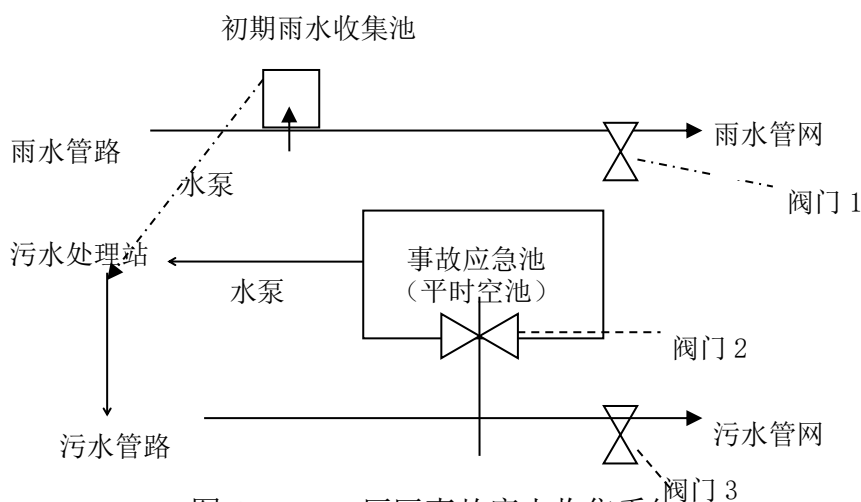 初期雨水收集池
雨水管路
雨水管网
水泵
阀门 1
污水处理站
事故应急池
（平时空池）
水泵
阀门 2
污水管路
污水管网
阀门 3